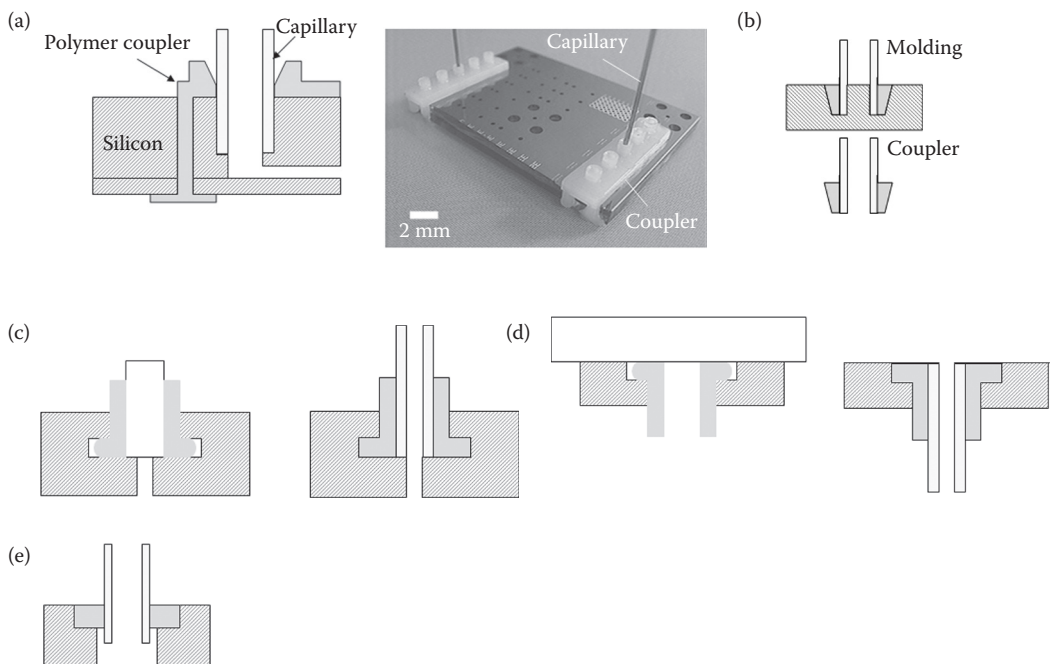 (a)
Polymer coupler
Capillary
Silicon
Capillary
Coupler
2 mm
(b)
Molding
Coupler
(c)
(d)
(e)